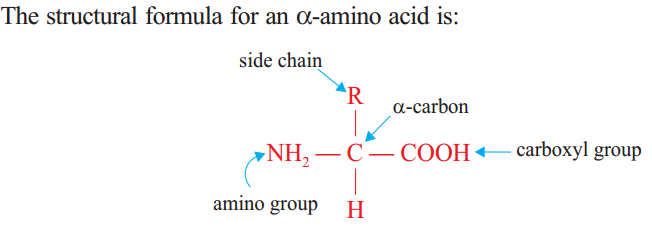 The structural formula for an α-amino acid is:
side chain
R
α-carbon
NH₂ — C — COOH
carboxyl group
amino group
H